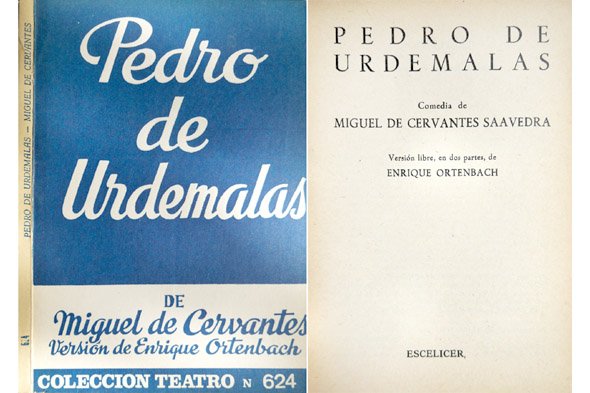 PEDRO DE URDEMALAS — MIGUEL DE CERVANTES
Pedro
de
Urdemalas
DE
Miguel de Cervantes
Versión de Enrique Ortenbach
COLECCION TEATRO N 624
PEDRO DE
URDEMALAS
Comedia de
MIGUEL DE CERVANTES SAAVEDRA
Versión libre, en dos partes, de
ENRIQUE ORTENBACH
ESCELICER,